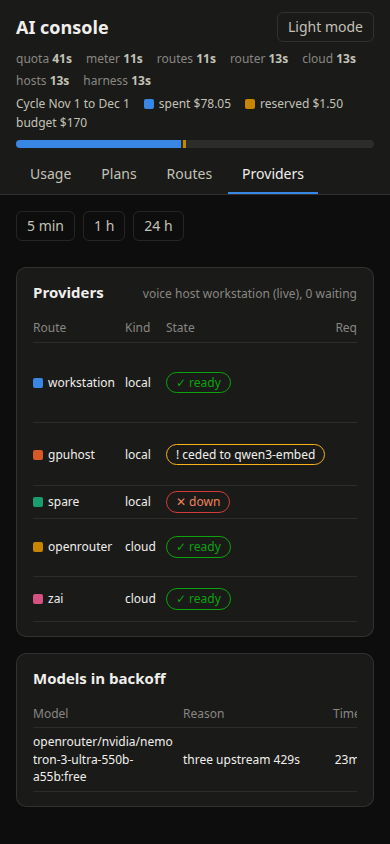 AI console
Light mode
quota 41s meter 11s routes 11s router 13s cloud 13s
hosts 13s harness 13s
Cycle Nov 1 to Dec 1 spent $78.05 reserved $1.50
budget $170
Usage Plans Routes Providers
5 min 1 h 24 h
Providers voice host workstation (live), 0 waiting
Route Kind State Req
workstation local ✓ ready
gpuhost local ! ceded to qwen3-embed
spare local ✕ down
openrouter cloud ✓ ready
zai cloud ✓ ready
Models in backoff
Model Reason Time
openrouter/nvidia/nemo
tron-3-ultra-550b-
a55b:free
three upstream 429s 23m